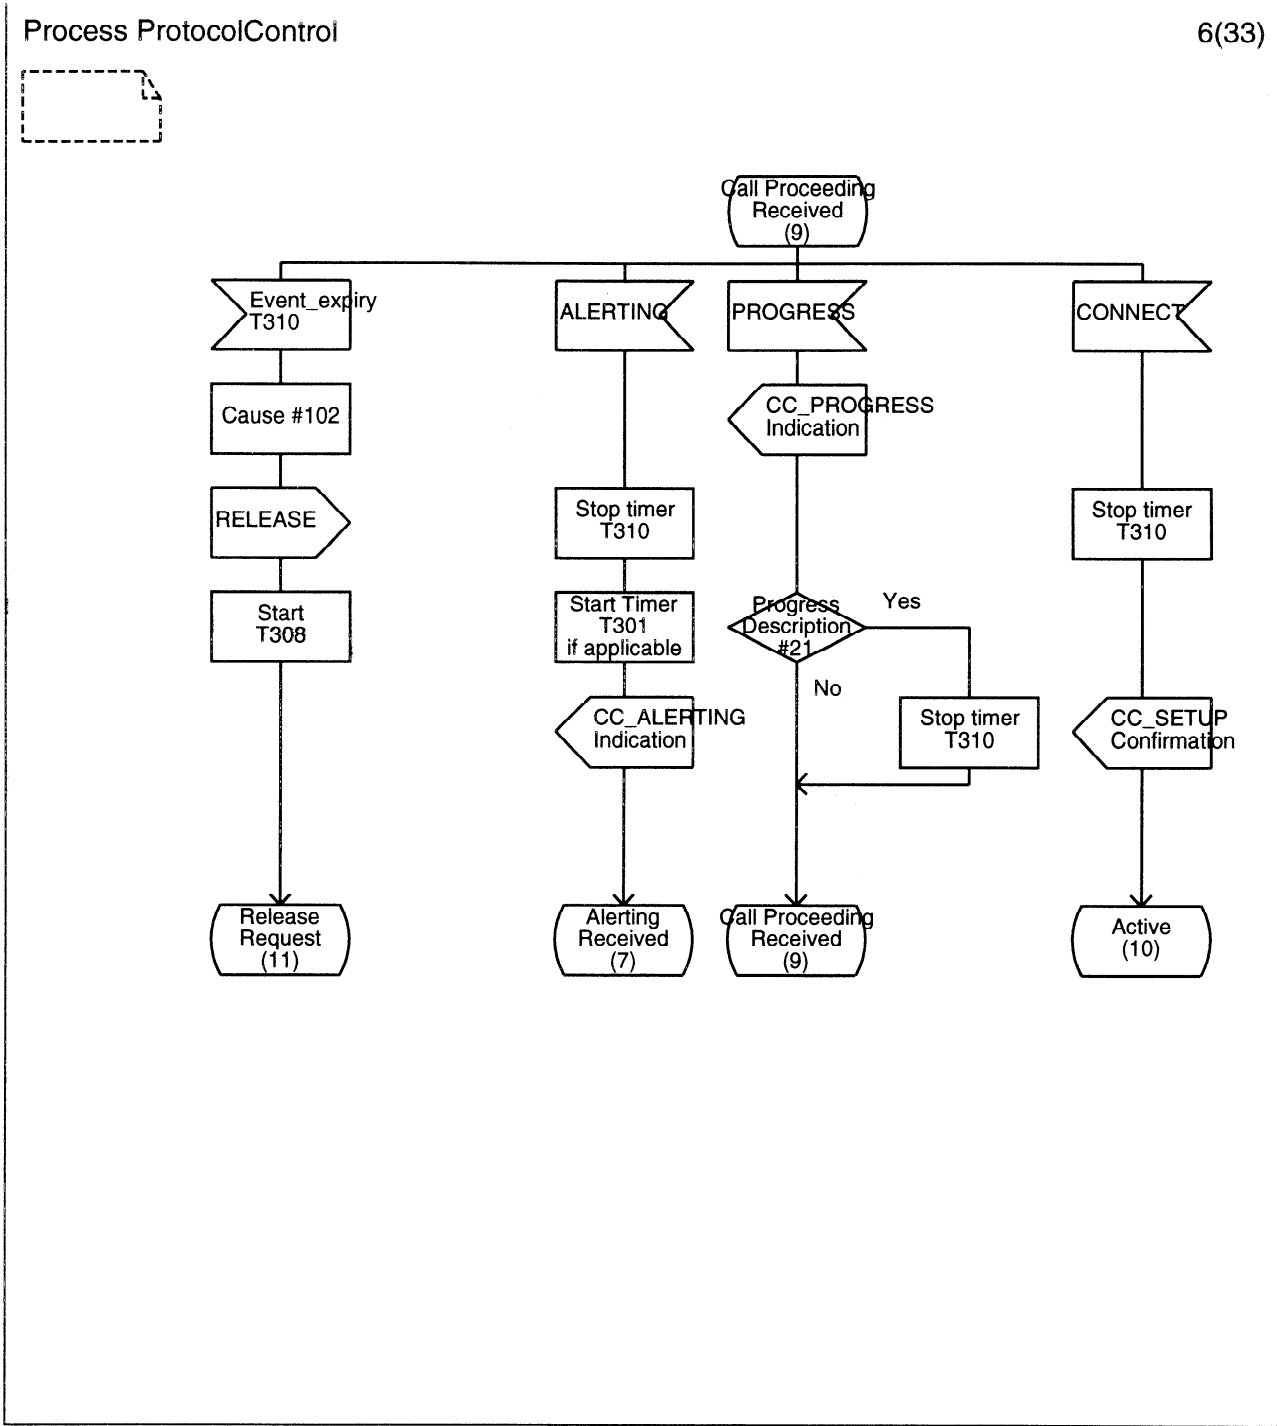 Process ProtocolControl
6(33)
Call Proceeding
Received
(9)
Event_expiry
T310
ALERTING
PROGRESS
CONNECT
Cause #102
CC_PROGRESS
Indication
RELEASE
Stop timer
T310
Stop timer
T310
Start
T308
Start Timer
T301
if applicable
Progress
Description
#21
Yes
No
CC_ALERTING
Indication
Stop timer
T310
CC_SETUP
Confirmation
Release
Request
(11)
Alerting
Received
(7)
Call Proceeding
Received
(9)
Active
(10)